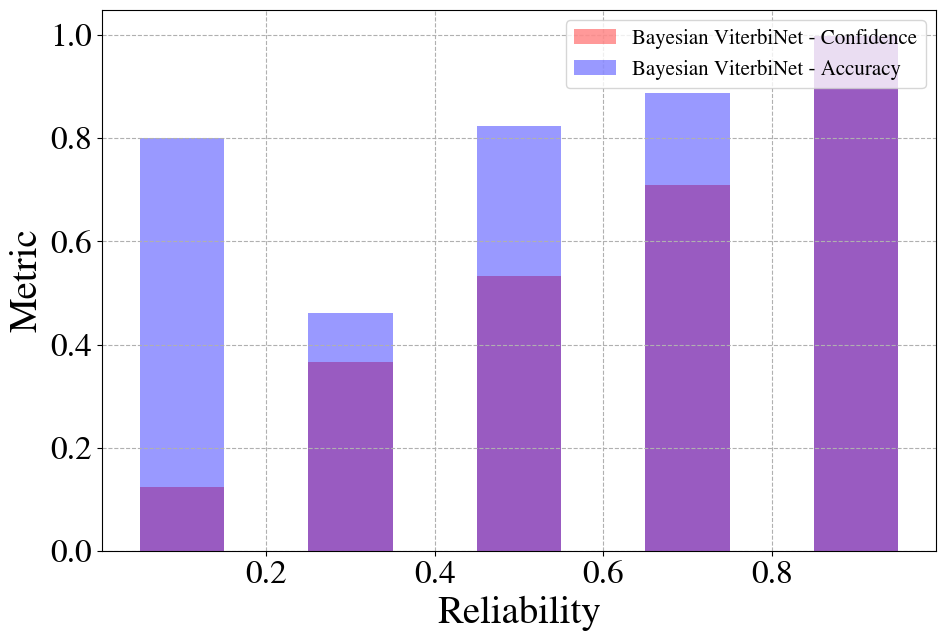 1.0
0.8
0.6
0.4
0.2
0.0
Metric
Bayesian ViterbiNet - Confidence
Bayesian ViterbiNet - Accuracy
0.2 0.4 0.6 0.8
Reliability